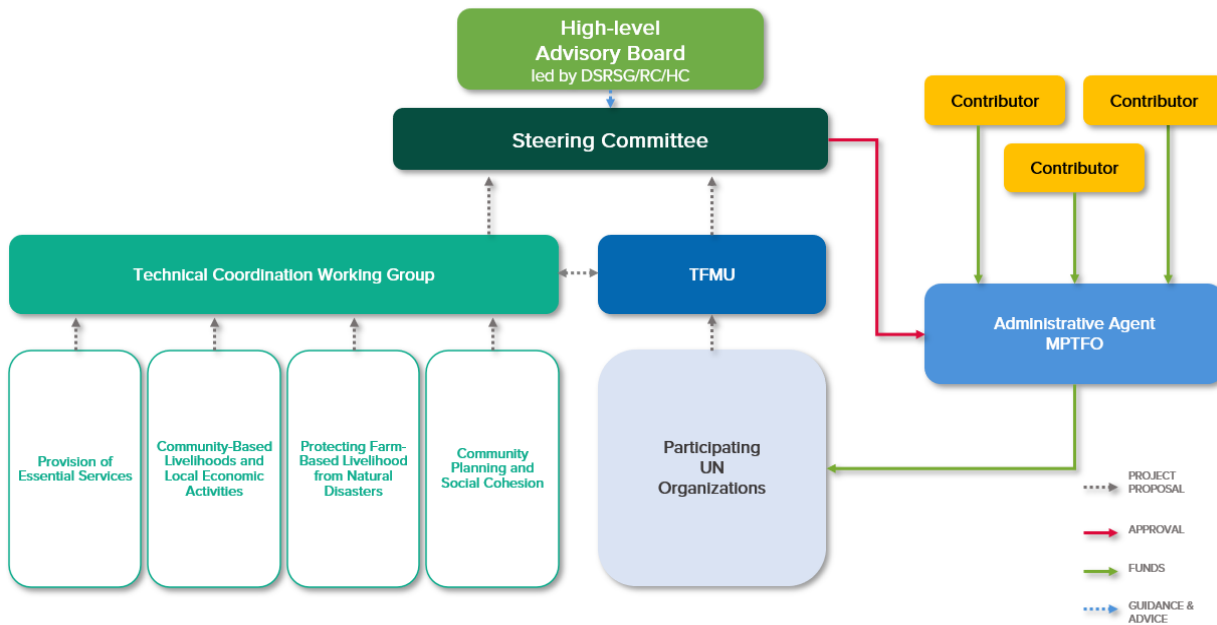 High-level
Advisory Board
led by DSRSG/RC/HC
Steering Committee
Contributor
Contributor
Contributor
Technical Coordination Working Group
TFMU
Administrative Agent
MPTFO
Provision of
Essential Services
Community-Based
Livelihoods and
Local Economic
Activities
Protecting Farm-
Based Livelihood
from Natural
Disasters
Community
Planning and
Social Cohesion
Participating
UN
Organizations
PROJECT
PROPOSAL
APPROVAL
FUNDS
GUIDANCE &
ADVICE